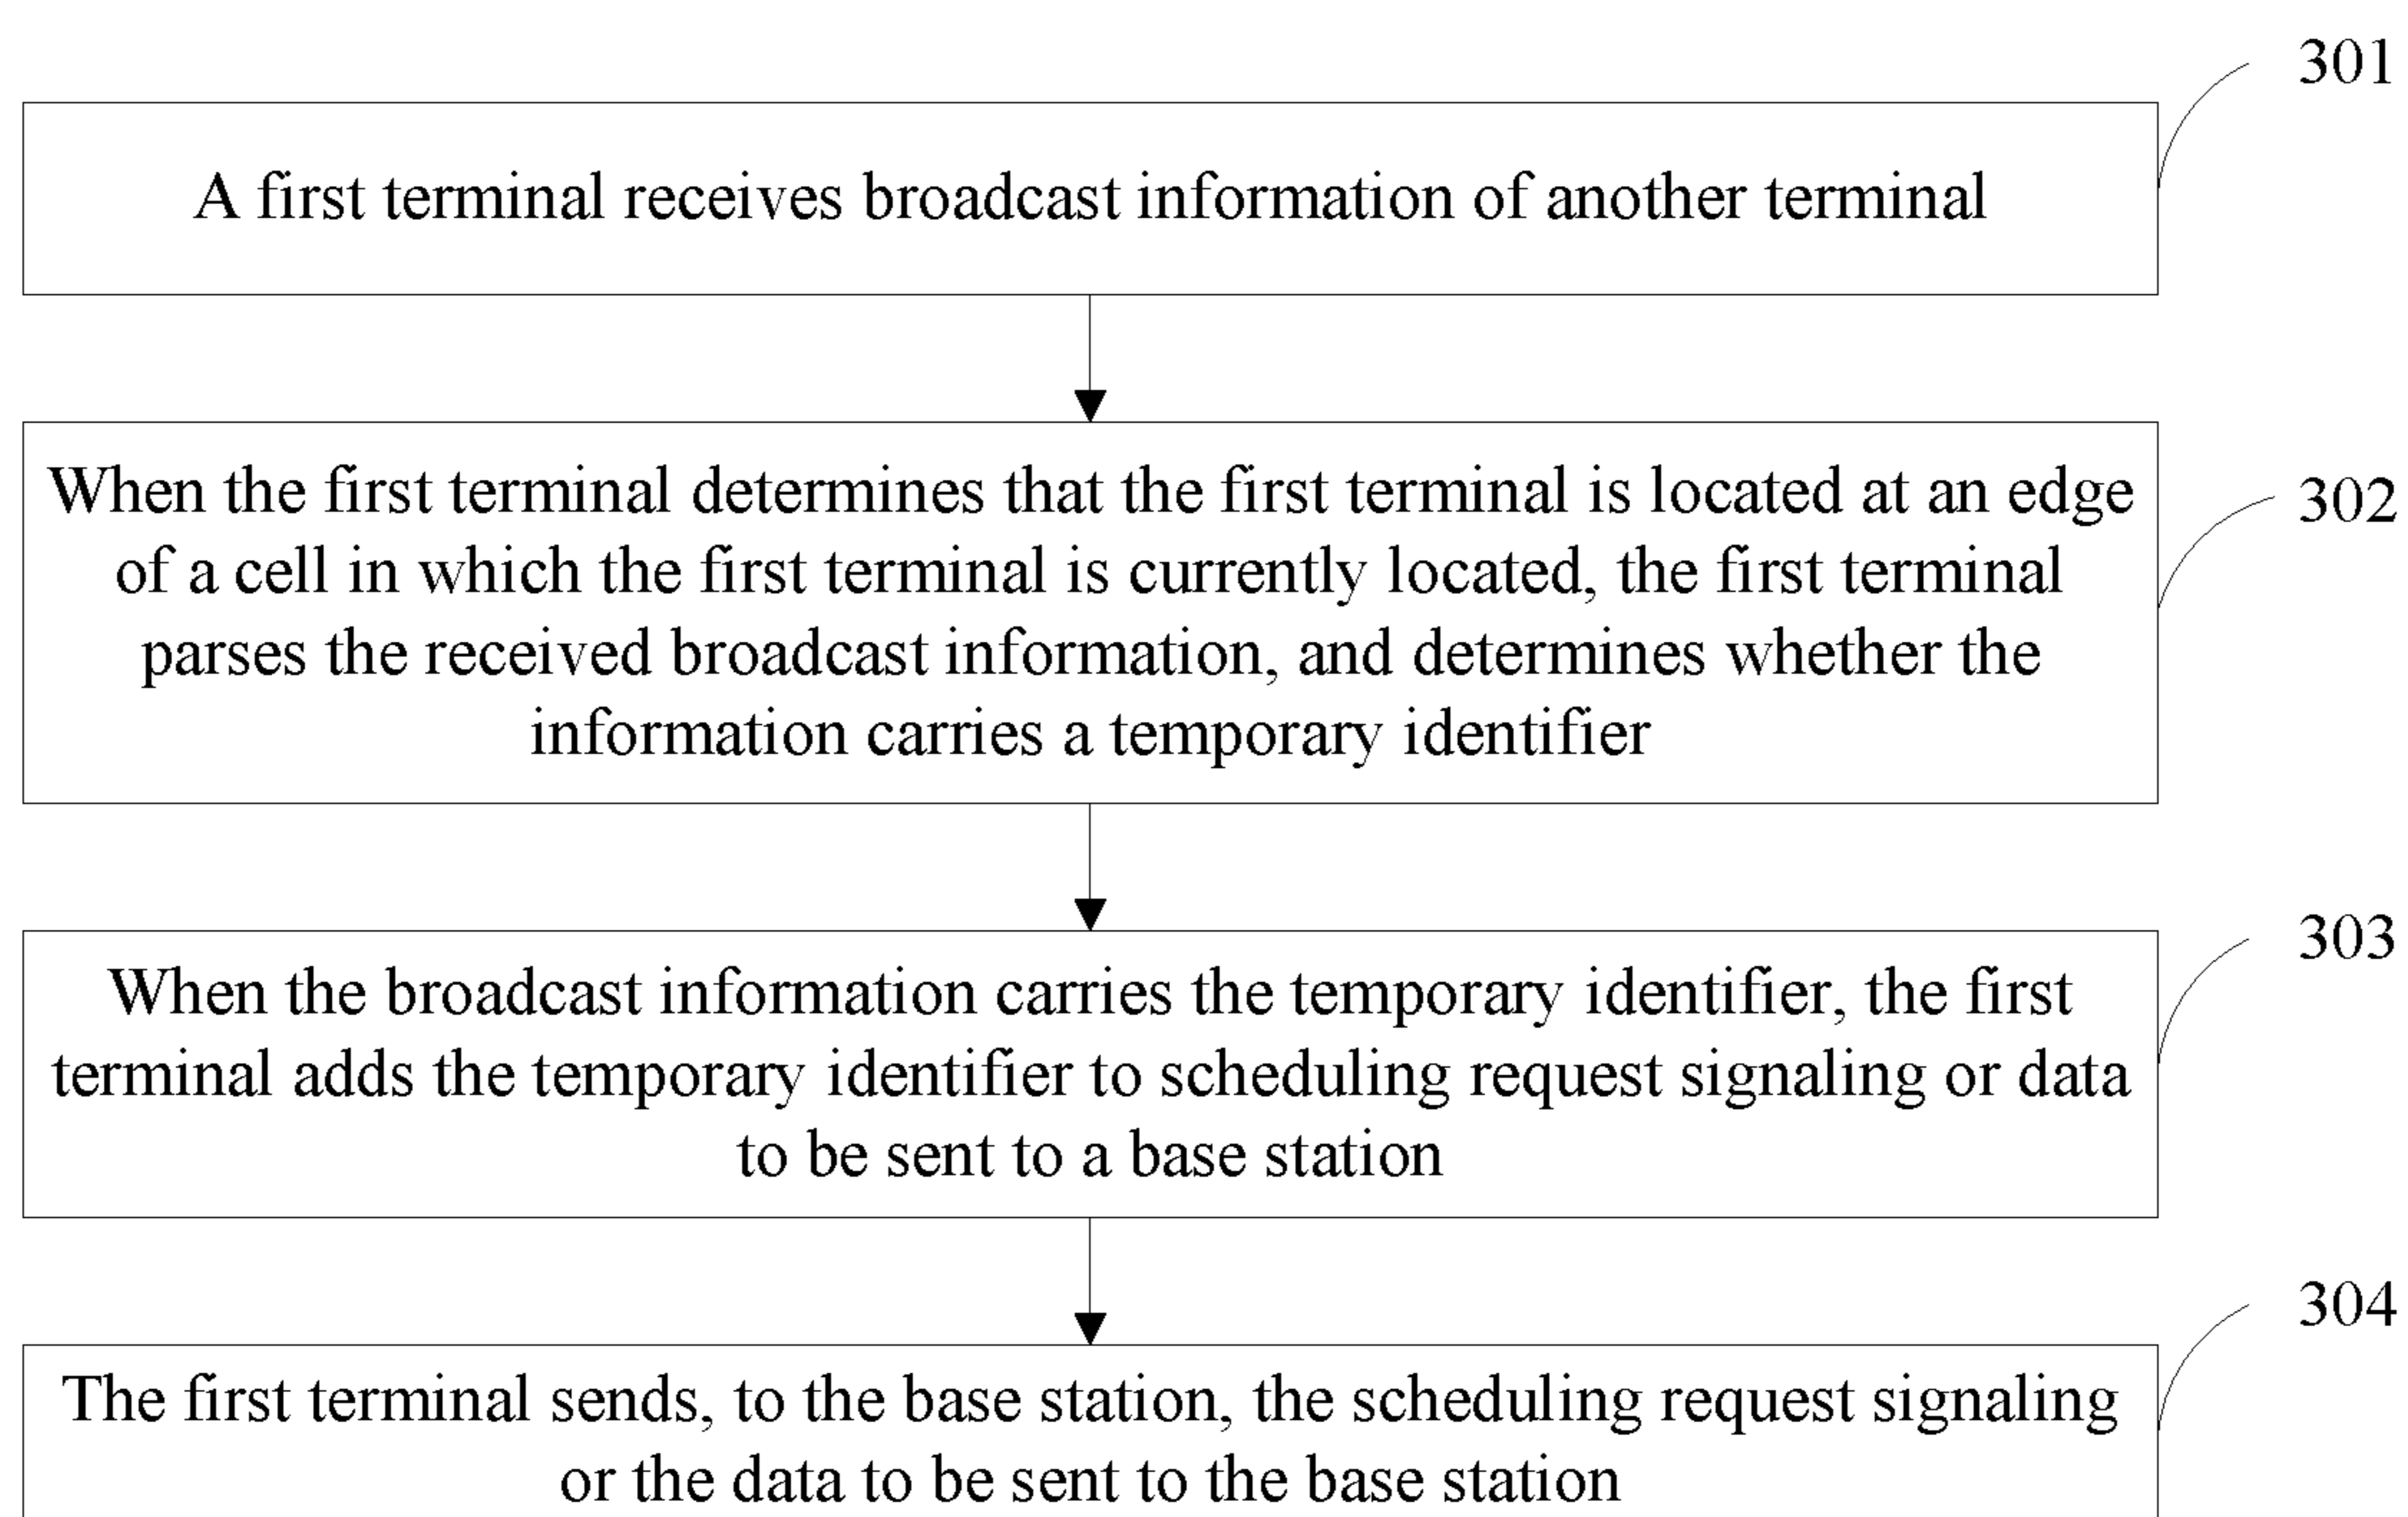 301
A first terminal receives broadcast information of another terminal
When the first terminal determines that the first terminal is located at an edge
302
of a cell in which the first terminal is currently located, the first terminal
parses the received broadcast information, and determines whether the
information carries a temporary identifier
303
When the broadcast information carries the temporary identifier, the first
terminal adds the temporary identifier to scheduling request signaling or data
to be sent to a base station
304
The first terminal sends, to the base station, the scheduling request signaling
or the data to be sent to the base station